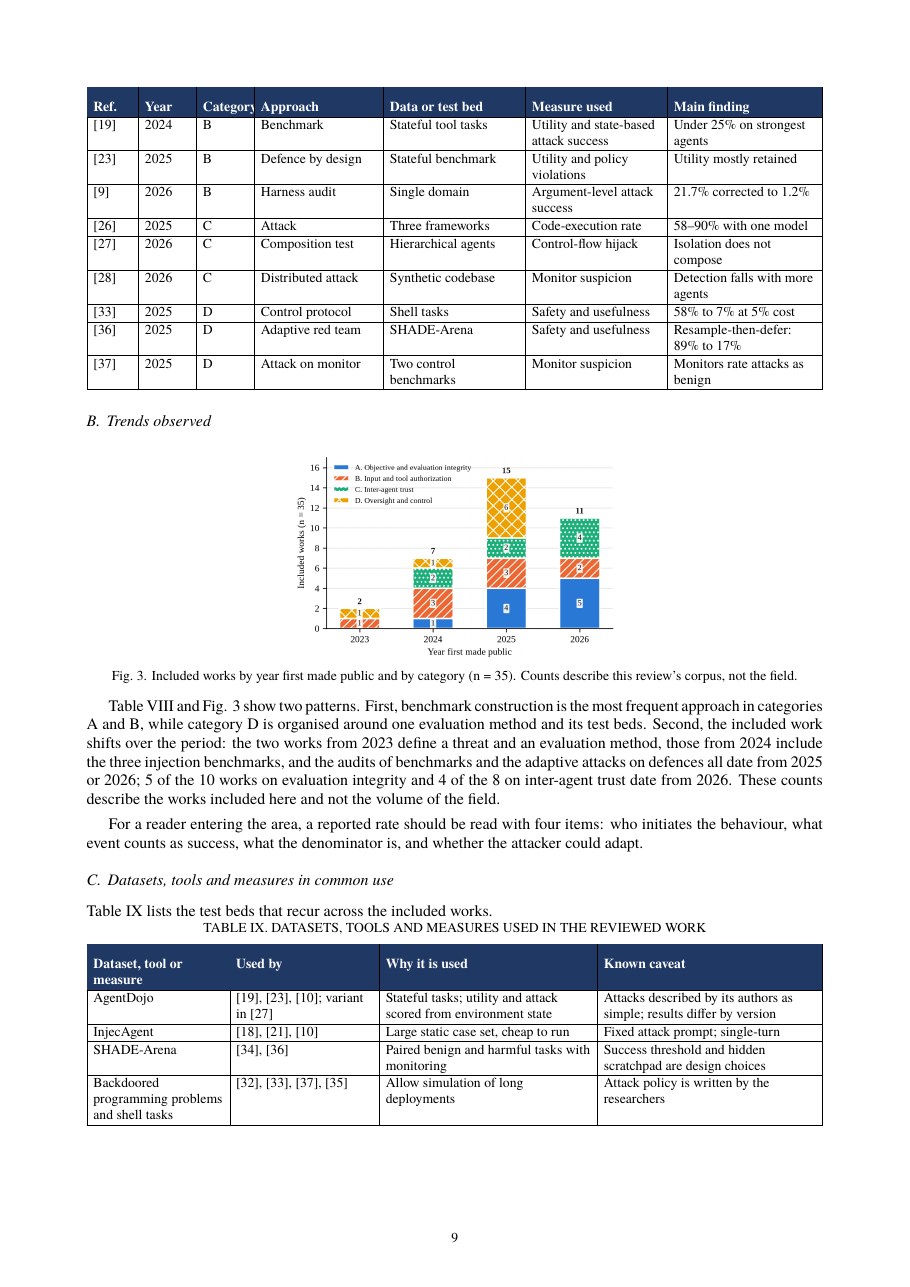 Ref. Year Category Approach Data or test bed Measure used Main finding
[19] 2024 B Benchmark Stateful tool tasks Utility and state-based attack success Under 25% on strongest agents
[23] 2025 B Defence by design Stateful benchmark Utility and policy violations Utility mostly retained
[9] 2026 B Harness audit Single domain Argument-level attack success 21.7% corrected to 1.2%
[26] 2025 C Attack Three frameworks Code-execution rate 58–90% with one model
[27] 2026 C Composition test Hierarchical agents Control-flow hijack Isolation does not compose
[28] 2026 C Distributed attack Synthetic codebase Monitor suspicion Detection falls with more agents
[33] 2025 D Control protocol Shell tasks Safety and usefulness 58% to 7% at 5% cost
[36] 2025 D Adaptive red team SHADE-Arena Safety and usefulness Resample-then-defer: 89% to 17%
[37] 2025 D Attack on monitor Two control benchmarks Monitor suspicion Monitors rate attacks as benign
B. Trends observed
Included works (n = 35)
16
14
12
10
8
6
4
2
0
A. Objective and evaluation integrity
B. Input and tool authorization
C. Inter-agent trust
D. Oversight and control
2
1
1
7
1
2
3
1
15
6
2
3
4
11
4
2
5
2023 2024 2025 2026
Year first made public
Fig. 3. Included works by year first made public and by category (n = 35). Counts describe this review's corpus, not the field.
Table VIII and Fig. 3 show two patterns. First, benchmark construction is the most frequent approach in categories
A and B, while category D is organised around one evaluation method and its test beds. Second, the included work
shifts over the period: the two works from 2023 define a threat and an evaluation method, those from 2024 include
the three injection benchmarks, and the audits of benchmarks and the adaptive attacks on defences all date from 2025
or 2026; 5 of the 10 works on evaluation integrity and 4 of the 8 on inter-agent trust date from 2026. These counts
describe the works included here and not the volume of the field.
For a reader entering the area, a reported rate should be read with four items: who initiates the behaviour, what
event counts as success, what the denominator is, and whether the attacker could adapt.
C. Datasets, tools and measures in common use
Table IX lists the test beds that recur across the included works.
TABLE IX. DATASETS, TOOLS AND MEASURES USED IN THE REVIEWED WORK
Dataset, tool or measure Used by Why it is used Known caveat
AgentDojo [19], [23], [10]; variant in [27] Stateful tasks; utility and attack scored from environment state Attacks described by its authors as simple; results differ by version
InjecAgent [18], [21], [10] Large static case set, cheap to run Fixed attack prompt; single-turn
SHADE-Arena [34], [36] Paired benign and harmful tasks with monitoring Success threshold and hidden scratchpad are design choices
Backdoored programming problems and shell tasks [32], [33], [37], [35] Allow simulation of long deployments Attack policy is written by the researchers
9